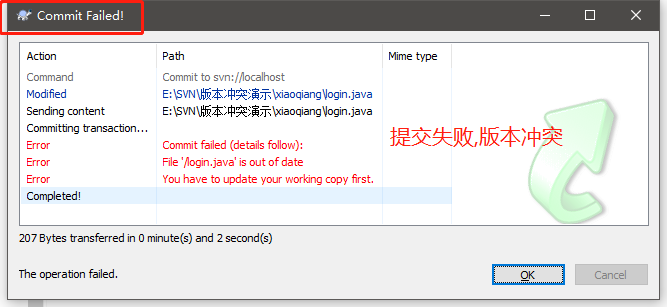 Commit Failed!
Action Path Mime type
Command Commit to svn://localhost
Modified E:\SVN\版本冲突演示\xiaoqiang\login.java
Sending content E:\SVN\版本冲突演示\xiaoqiang\login.java
Committing transaction...
Error Commit failed (details follow):
Error File '/login.java' is out of date
Error You have to update your working copy first.
Completed!
提交失败,版本冲突
207 Bytes transferred in 0 minute(s) and 2 second(s)
The operation failed.
OK Cancel